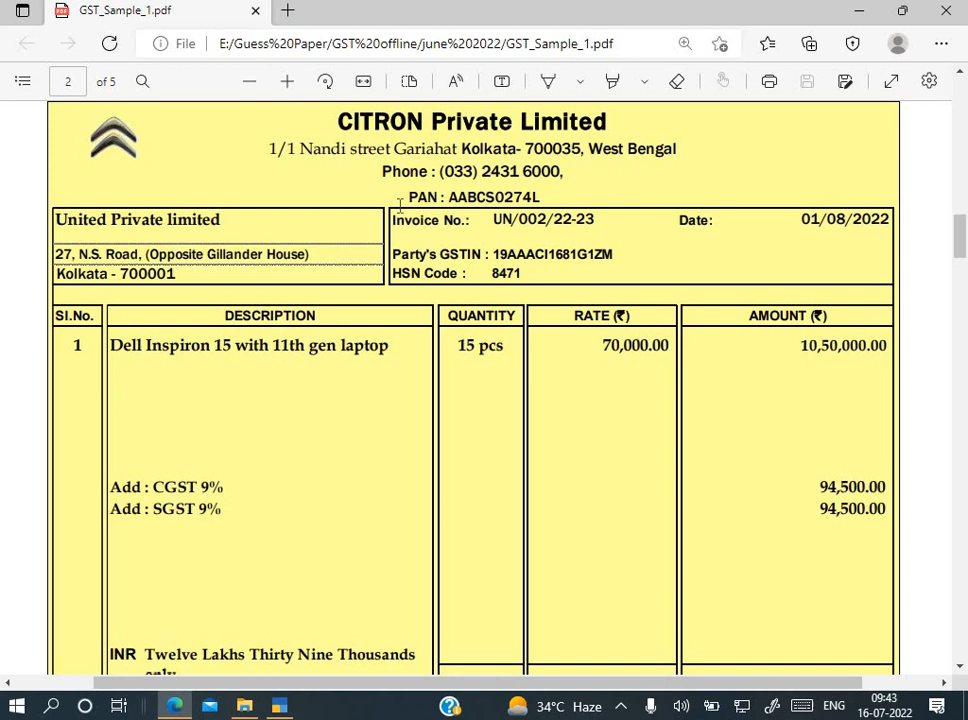 GST_Sample_1.pdf
File E:/Guess%20Paper/GST%20offline/june%202022/GST_Sample_1.pdf
2 of 5
CITRON Private Limited
1/1 Nandi street Gariahat Kolkata- 700035, West Bengal
Phone : (033) 2431 6000,
PAN : AABCS0274L
United Private limited
Invoice No.: UN/002/22-23 Date: 01/08/2022
27, N.S. Road, (Opposite Gillander House)
Party's GSTIN : 19AAACI1681G1ZM
Kolkata - 700001
HSN Code : 8471
Sl.No. DESCRIPTION QUANTITY RATE (₹) AMOUNT (₹)
1 Dell Inspiron 15 with 11th gen laptop 15 pcs 70,000.00 10,50,000.00
Add : CGST 9% 94,500.00
Add : SGST 9% 94,500.00
INR Twelve Lakhs Thirty Nine Thousands
only
34°C Haze ENG 09:43
16-07-2022